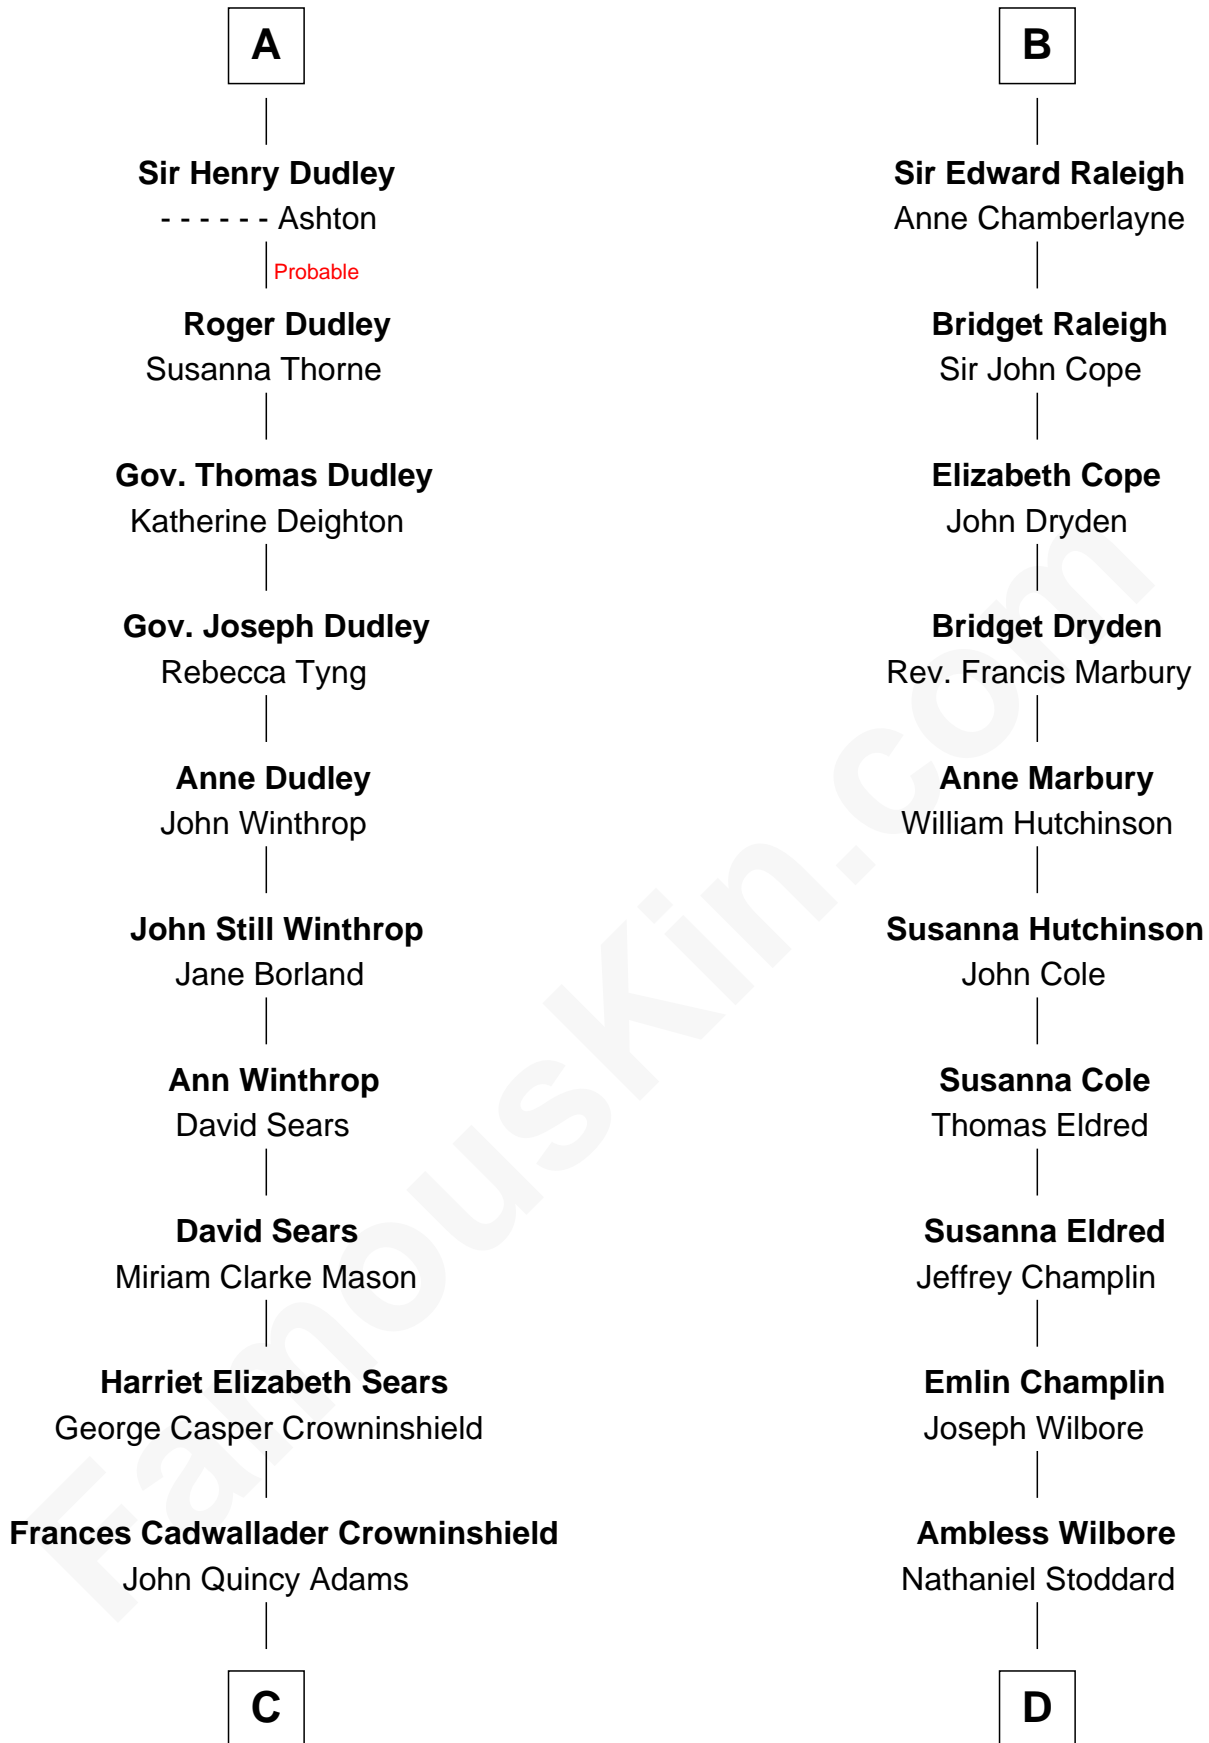 A
Sir Henry Dudley
- - - - - - Ashton
Probable
Roger Dudley
Susanna Thorne
Gov. Thomas Dudley
Katherine Deighton
Gov. Joseph Dudley
Rebecca Tyng
Anne Dudley
John Winthrop
John Still Winthrop
Jane Borland
Ann Winthrop
David Sears
David Sears
Miriam Clarke Mason
Harriet Elizabeth Sears
George Casper Crowninshield
Frances Cadwallader Crowninshield
John Quincy Adams
C
B
Sir Edward Raleigh
Anne Chamberlayne
Bridget Raleigh
Sir John Cope
Elizabeth Cope
John Dryden
Bridget Dryden
Rev. Francis Marbury
Anne Marbury
William Hutchinson
Susanna Hutchinson
John Cole
Susanna Cole
Thomas Eldred
Susanna Eldred
Jeffrey Champlin
Emlin Champlin
Joseph Wilbore
Ambless Wilbore
Nathaniel Stoddard
D
FamousKin.com